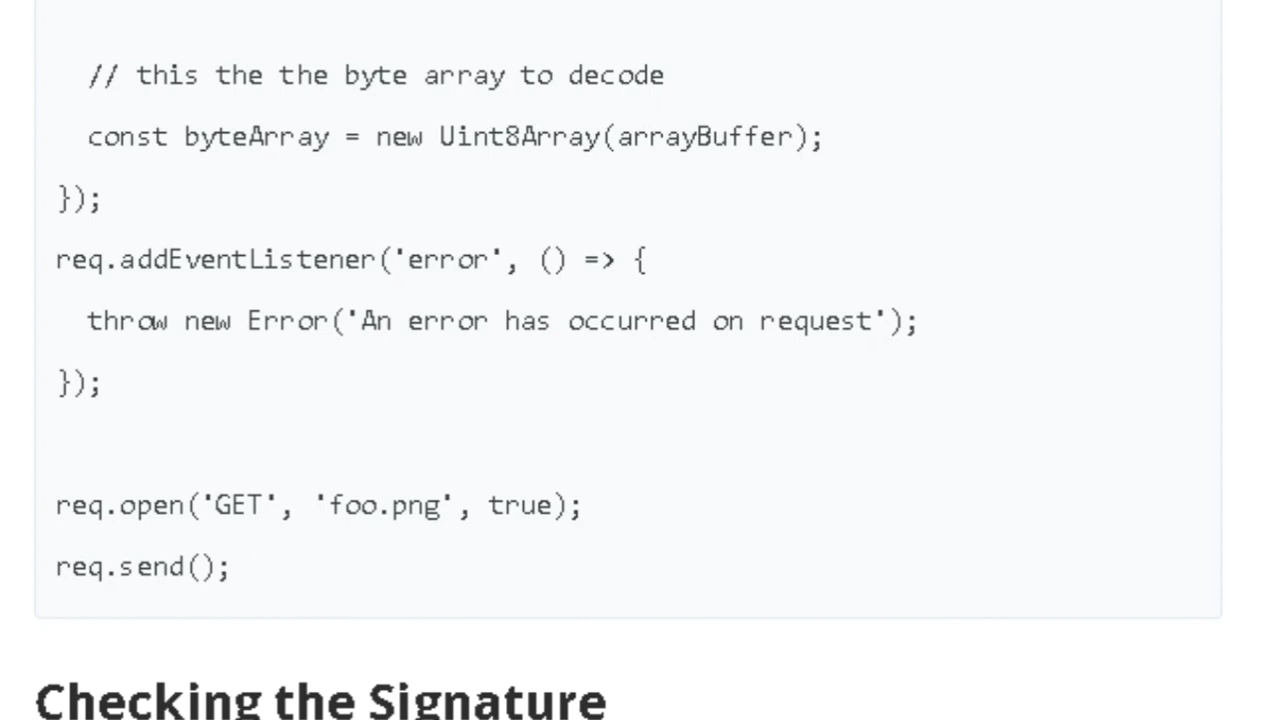 // this the the byte array to decode
const byteArray = new Uint8Array(arrayBuffer);
});
req.addEventListener('error', () => {
throw new Error('An error has occurred on request');
});
req.open('GET', 'foo.png', true);
req.send();
Checking the Signature